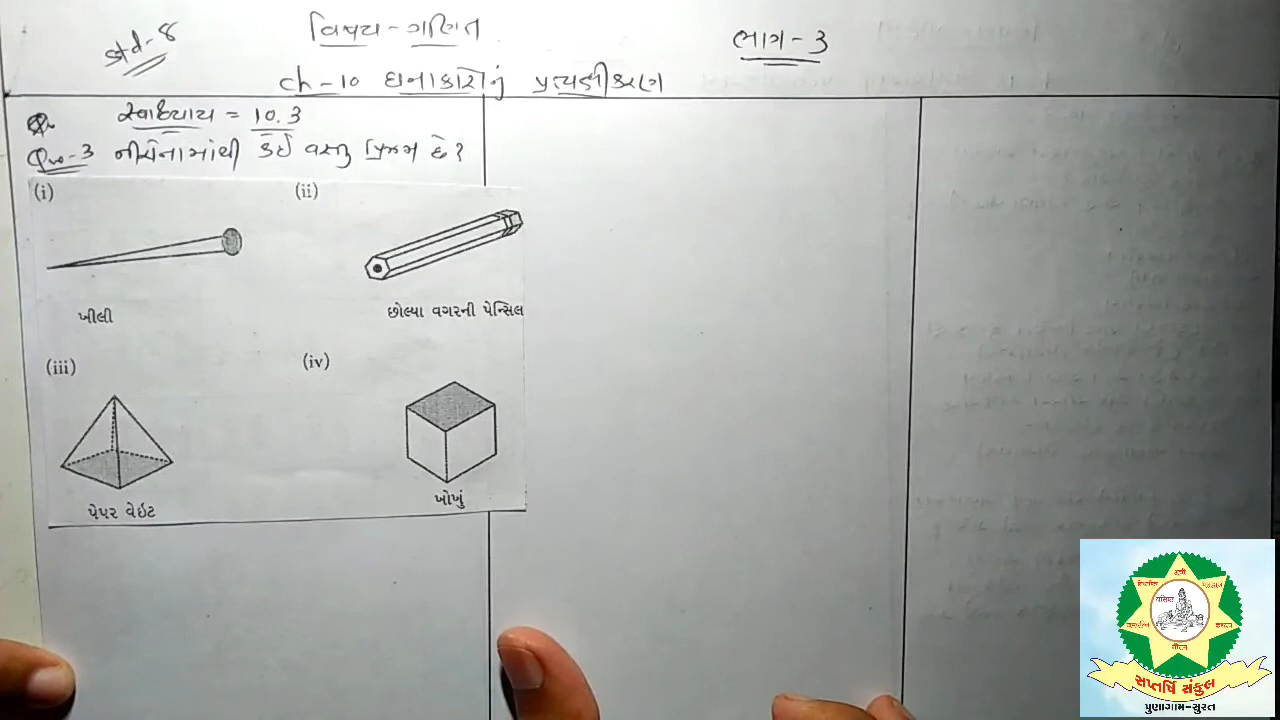 std-8
વિષય - ગણિત
ભાગ - 3
ch-10 ઘનાકારોનું પ્રત્યક્ષીકરણ
સ્વાધ્યાય = 10.3
Que-3 નીચેનામાંથી કઈ વસ્તુ પ્રિઝમ છે?
(i)
(ii)
ખીલી
છોલ્યા વગરની પેન્સિલ
(iii)
(iv)
પેપર વેઇટ
ખોખું
સપ્તર્ષિ સંકુલ
પુણાગામ-સુરત